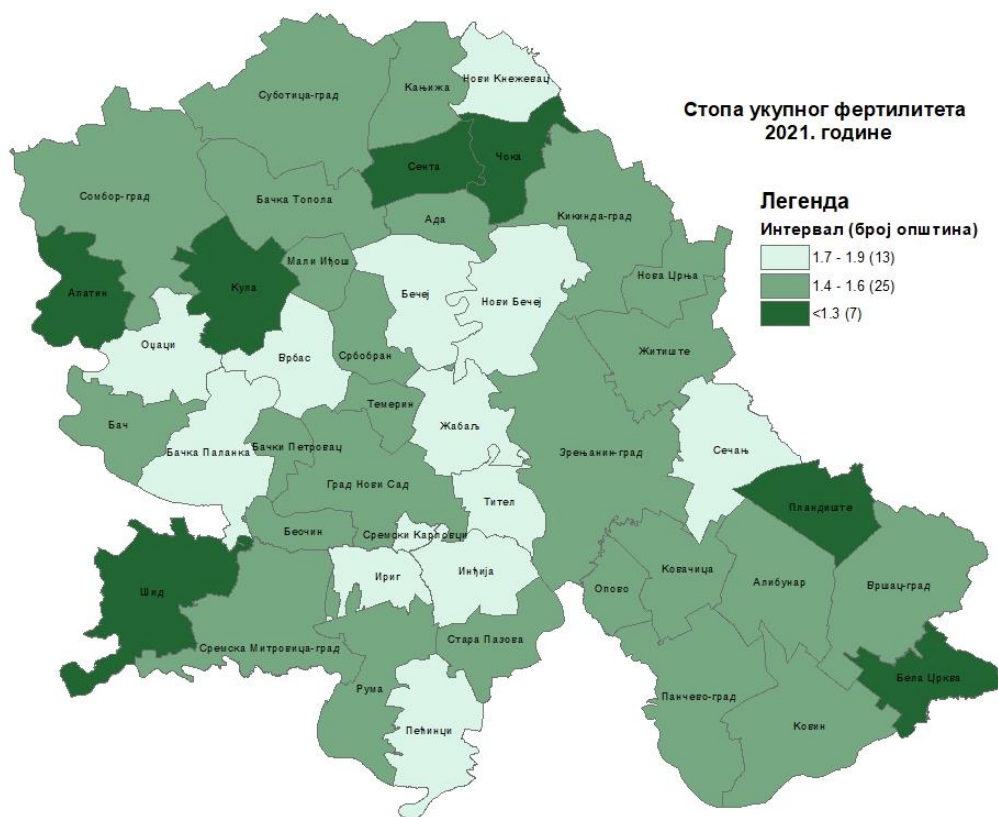 Стопа укупног фертилитета
2021. године
Легенда
Интервал (број општина)
1.7 - 1.9 (13)
1.4 - 1.6 (25)
<1.3 (7)
Нови Кнежевац
Кањижа
Суботица-град
Чока
Сента
Сомбор-град
Бачка Топола
Ада
Кикинда-град
Мали Иђош
Нова Црња
Апатин
Кула
Бечеј
Нови Бечеј
Оџаци
Врбас
Србобран
Житиште
Темерин
Бач
Жабаљ
Бачки Петровац
Бачка Паланка
Зрењанин-град
Сечањ
Град Нови Сад
Тител
Пландиште
Беочин
Сремски Карловци
Ириг
Инђија
Ковачица
Алибунар
Вршац-град
Опово
Шид
Стара Пазова
Сремска Митровица-град
Бела Црква
Рума
Панчево-град
Ковин
Пећинци